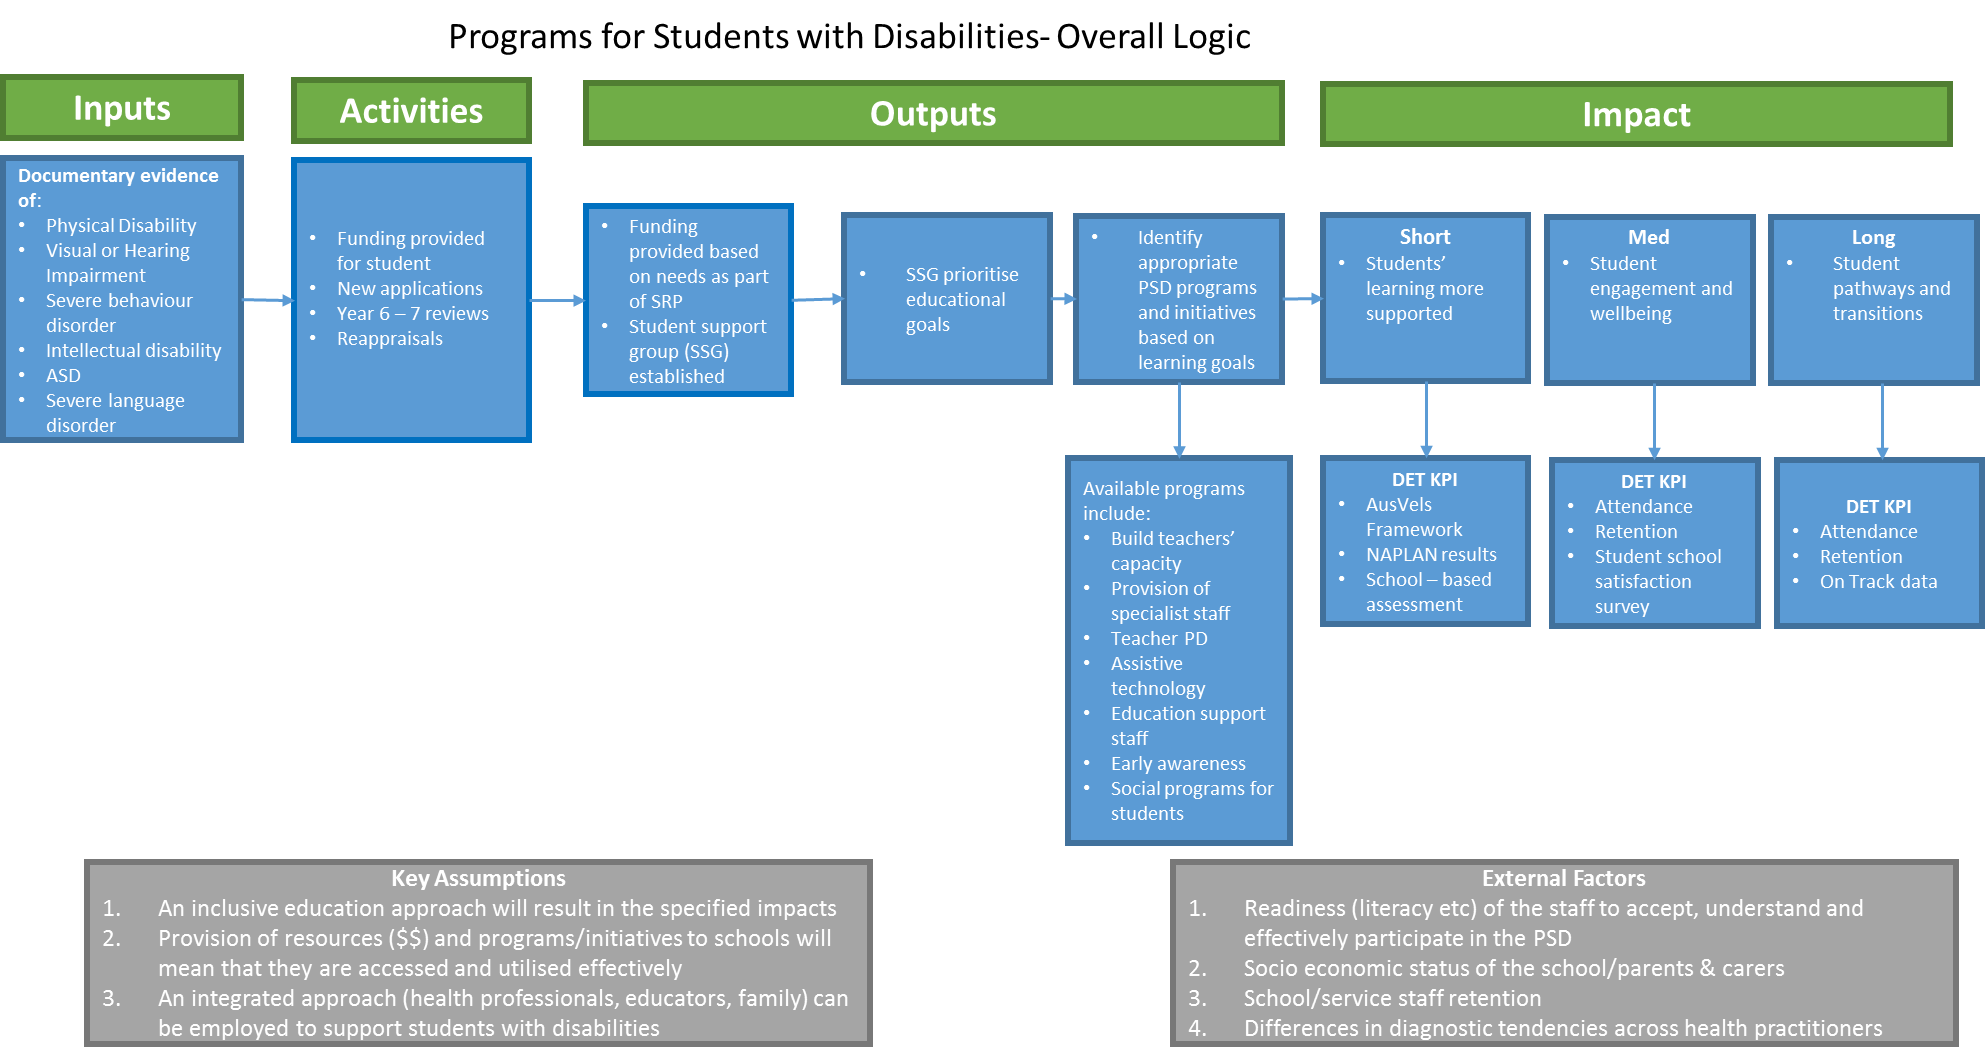 Programs for Students with Disabilities- Overall Logic
Inputs
Activities
Outputs
Impact
Documentary evidence
of:
• Physical Disability
• Visual or Hearing
Impairment
• Severe behaviour
disorder
• Intellectual disability
• ASD
• Severe language
disorder
• Funding provided
for student
• New applications
• Year 6 – 7 reviews
• Reappraisals
• Funding
provided based
on needs as part
of SRP
• Student support
group (SSG)
established
• SSG prioritise
educational
goals
• Identify
appropriate
PSD programs
and initiatives
based on
learning goals
Short
• Students’
learning more
supported
Med
• Student
engagement and
wellbeing
Long
• Student
pathways and
transitions
Available programs
include:
• Build teachers’
capacity
• Provision of
specialist staff
• Teacher PD
• Assistive
technology
• Education support
staff
• Early awareness
• Social programs for
students
DET KPI
• AusVels
Framework
• NAPLAN results
• School – based
assessment
DET KPI
• Attendance
• Retention
• Student school
satisfaction
survey
DET KPI
• Attendance
• Retention
• On Track data
Key Assumptions
1. An inclusive education approach will result in the specified impacts
2. Provision of resources ($$) and programs/initiatives to schools will
mean that they are accessed and utilised effectively
3. An integrated approach (health professionals, educators, family) can
be employed to support students with disabilities
External Factors
1. Readiness (literacy etc) of the staff to accept, understand and
effectively participate in the PSD
2. Socio economic status of the school/parents & carers
3. School/service staff retention
4. Differences in diagnostic tendencies across health practitioners